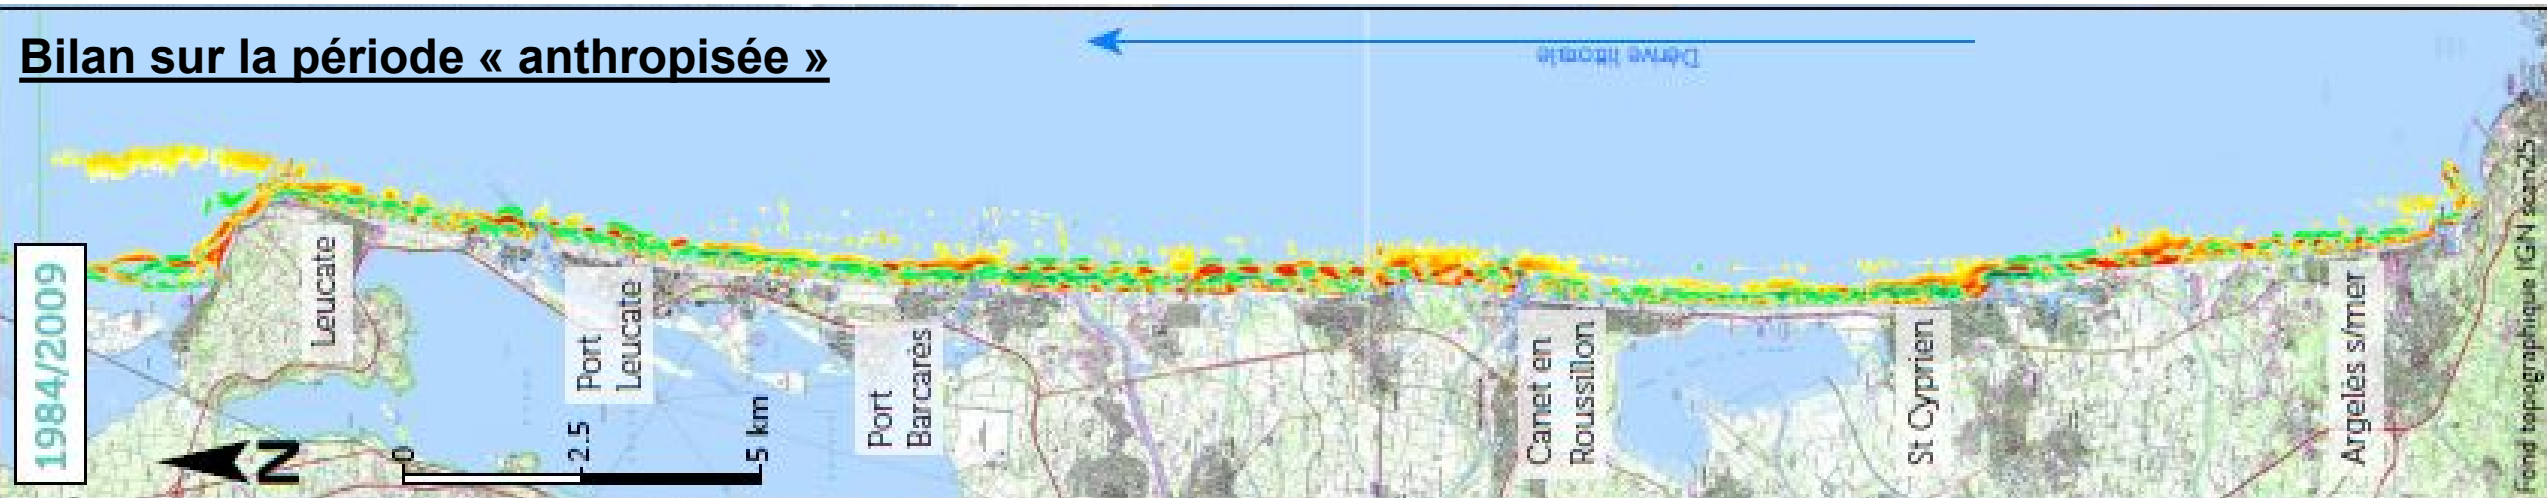 Bilan sur la période « anthropisée »
Dérive littorale
1984/2009
Leucate
Port
Leucate
Port
Barcarès
Canet en
Roussillon
St Cyprien
Argelès s/mer
N
0
2.5
5 km
Fond topographique IGN scan25